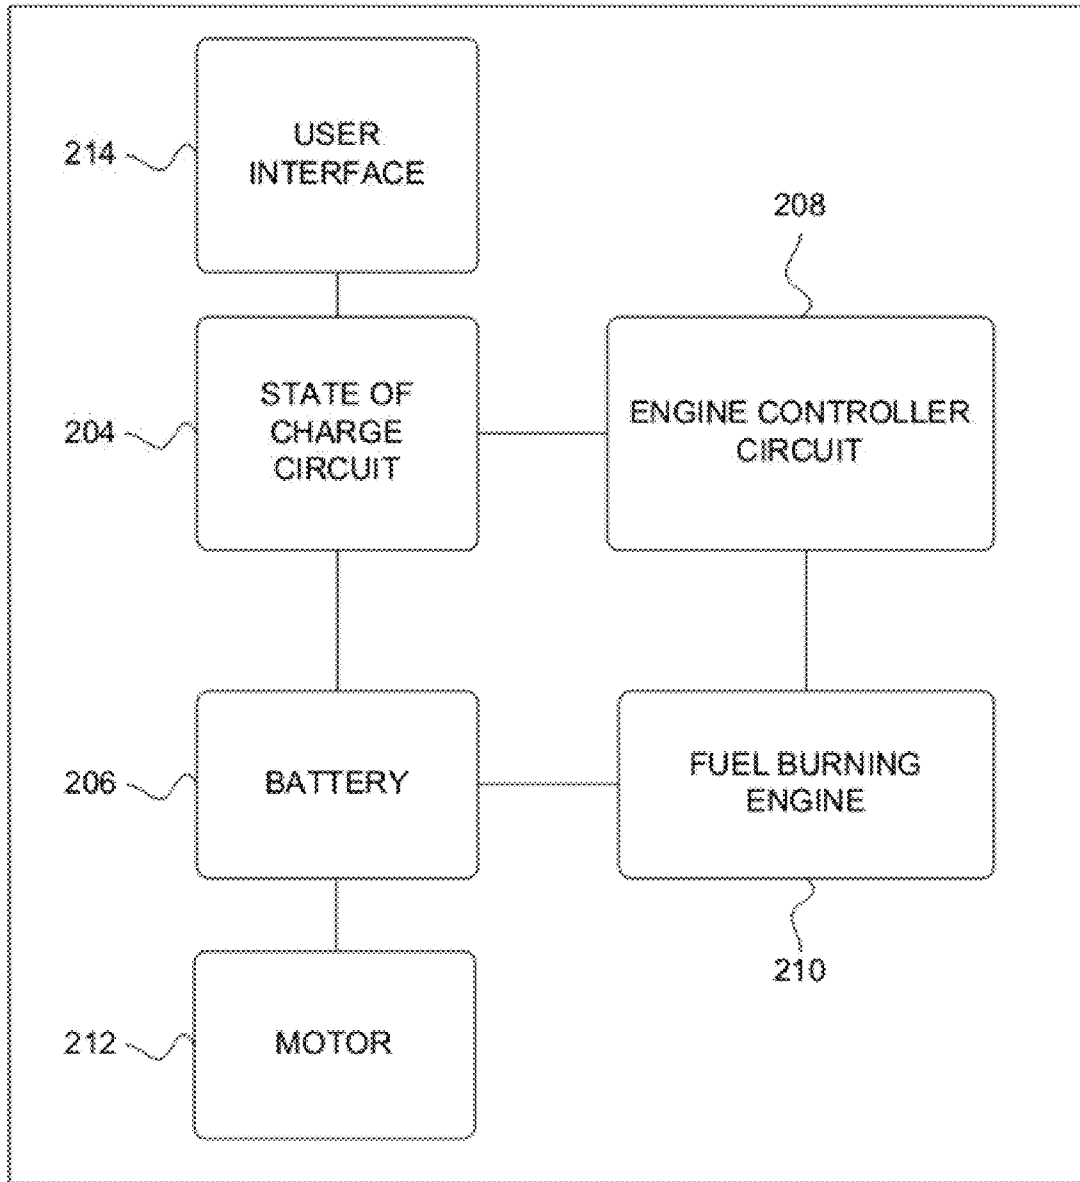 214
USER
INTERFACE
208
204
STATE OF
CHARGE
CIRCUIT
ENGINE CONTROLLER
CIRCUIT
206
BATTERY
FUEL BURNING
ENGINE
210
212
MOTOR